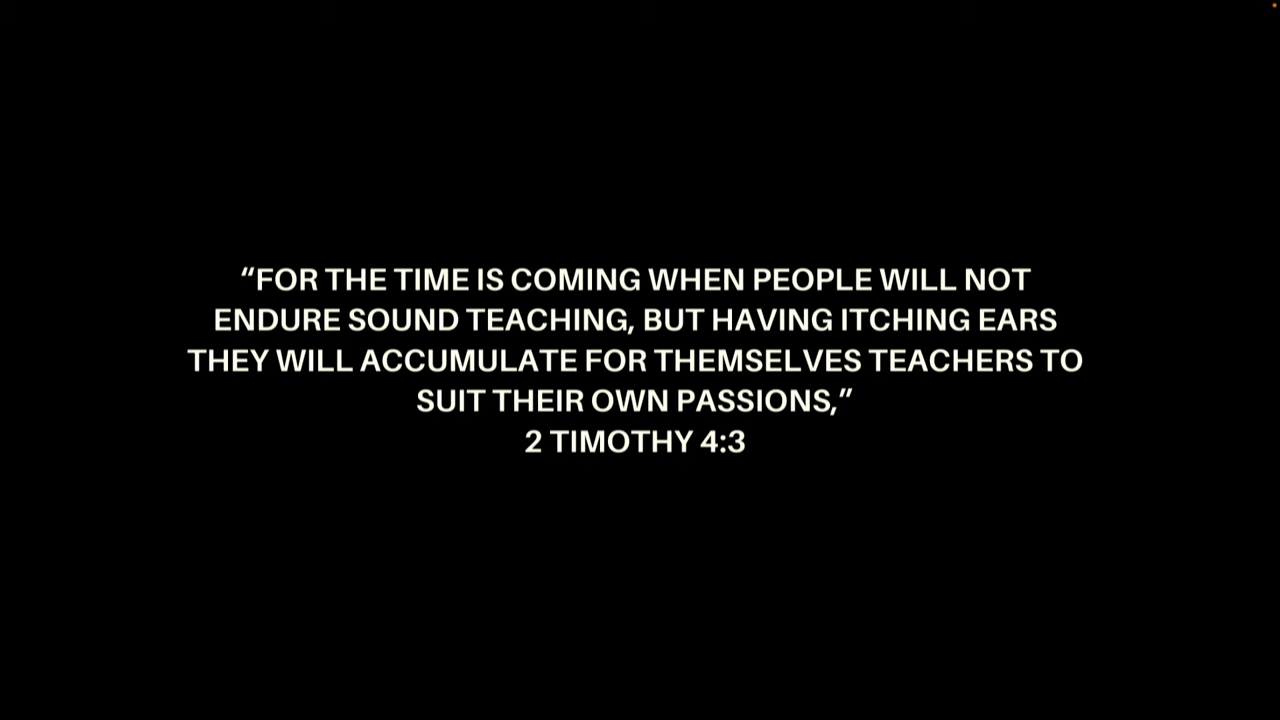 “FOR THE TIME IS COMING WHEN PEOPLE WILL NOT
ENDURE SOUND TEACHING, BUT HAVING ITCHING EARS
THEY WILL ACCUMULATE FOR THEMSELVES TEACHERS TO
SUIT THEIR OWN PASSIONS,”
2 TIMOTHY 4:3